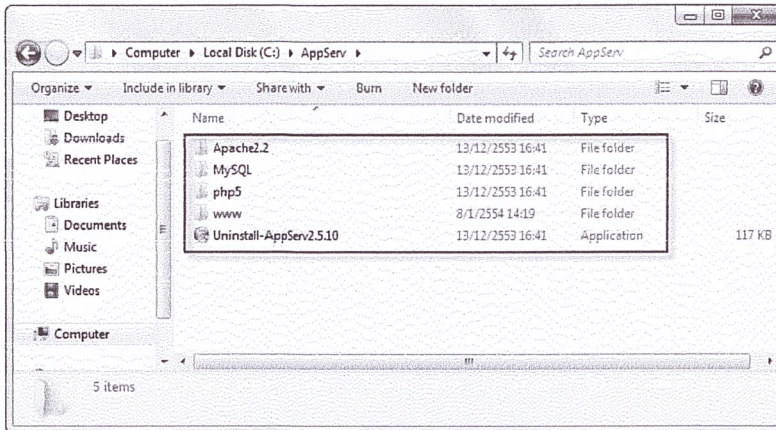 Computer ▸ Local Disk (C:) ▸ AppServ ▸ Search AppServ
Organize Include in library Share with Burn New folder
Desktop
Downloads
Recent Places
Libraries
Documents
Music
Pictures
Videos
Computer
Name Date modified Type Size
Apache2.2 13/12/2553 16:41 File folder
MySQL 13/12/2553 16:41 File folder
php5 13/12/2553 16:41 File folder
www 8/1/2554 14:19 File folder
Uninstall-AppServ2.5.10 13/12/2553 16:41 Application 117 KB
5 items